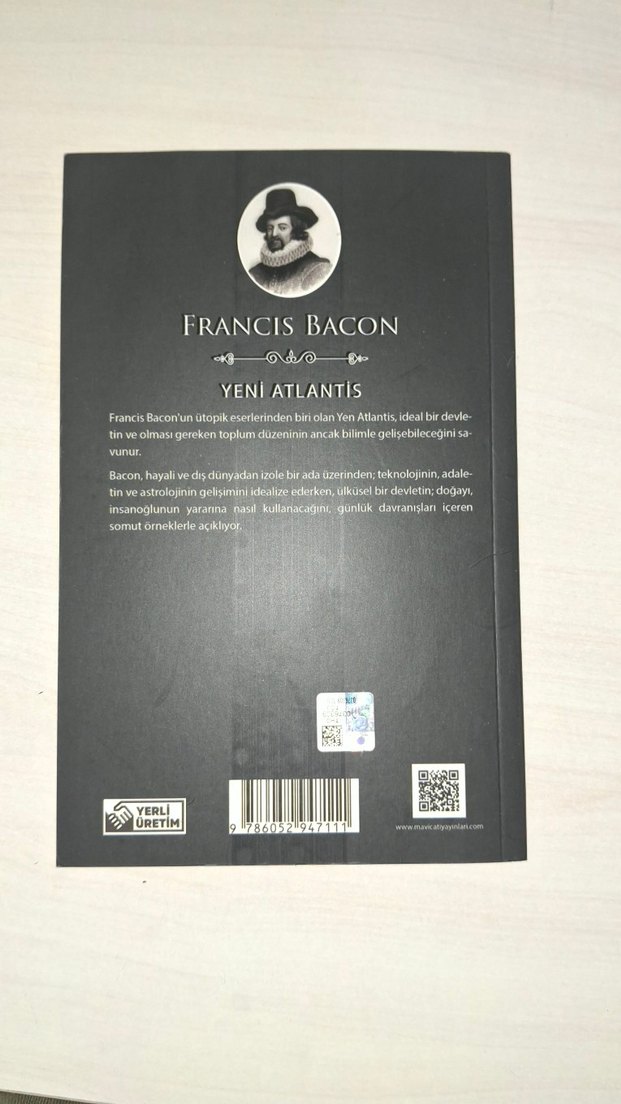 FRANCIS BACON
YENİ ATLANTİS
Francis Bacon'un ütopik eserlerinden biri olan Yen Atlantis, ideal bir devle-
tin ve olması gereken toplum düzeninin ancak bilimle gelişebileceğini sa-
vunur.
Bacon, hayali ve dış dünyadan izole bir ada üzerinden; teknolojinin, adale-
tin ve astrolojinin gelişimini idealize ederken, ülküsel bir devletin; doğayı,
insanoğlunun yararına nasıl kullanacağını, günlük davranışları içeren
somut örneklerle açıklıyor.
YERLİ
ÜRETİM
9 786052 947111
www.mavicatiyayinlari.com